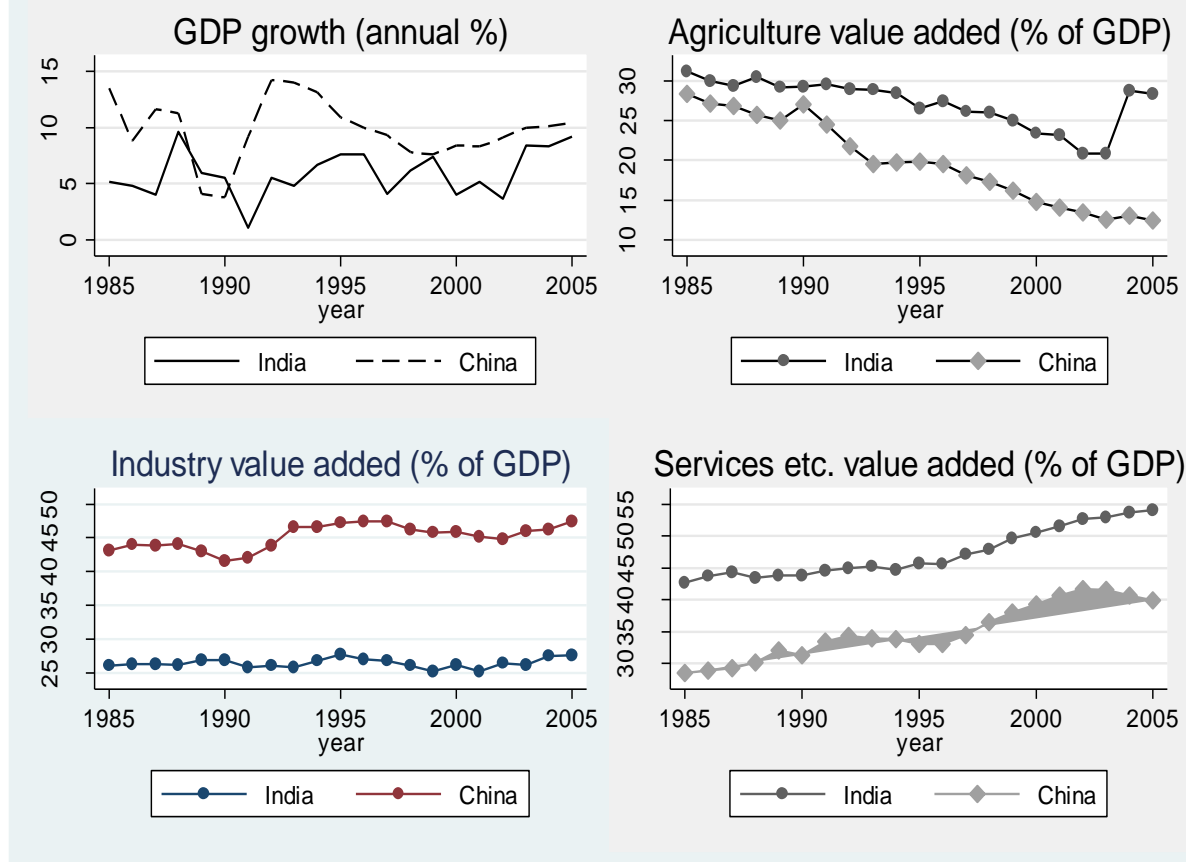 GDP growth (annual %)
15
10
5
0
1985 1990 1995 2000 2005
year
India China
Agriculture value added (% of GDP)
30
25
20
15
10
1985 1990 1995 2000 2005
year
India China
Industry value added (% of GDP)
50
45
40
35
30
25
1985 1990 1995 2000 2005
year
India China
Services etc. value added (% of GDP)
55
50
45
40
35
30
1985 1990 1995 2000 2005
year
India China